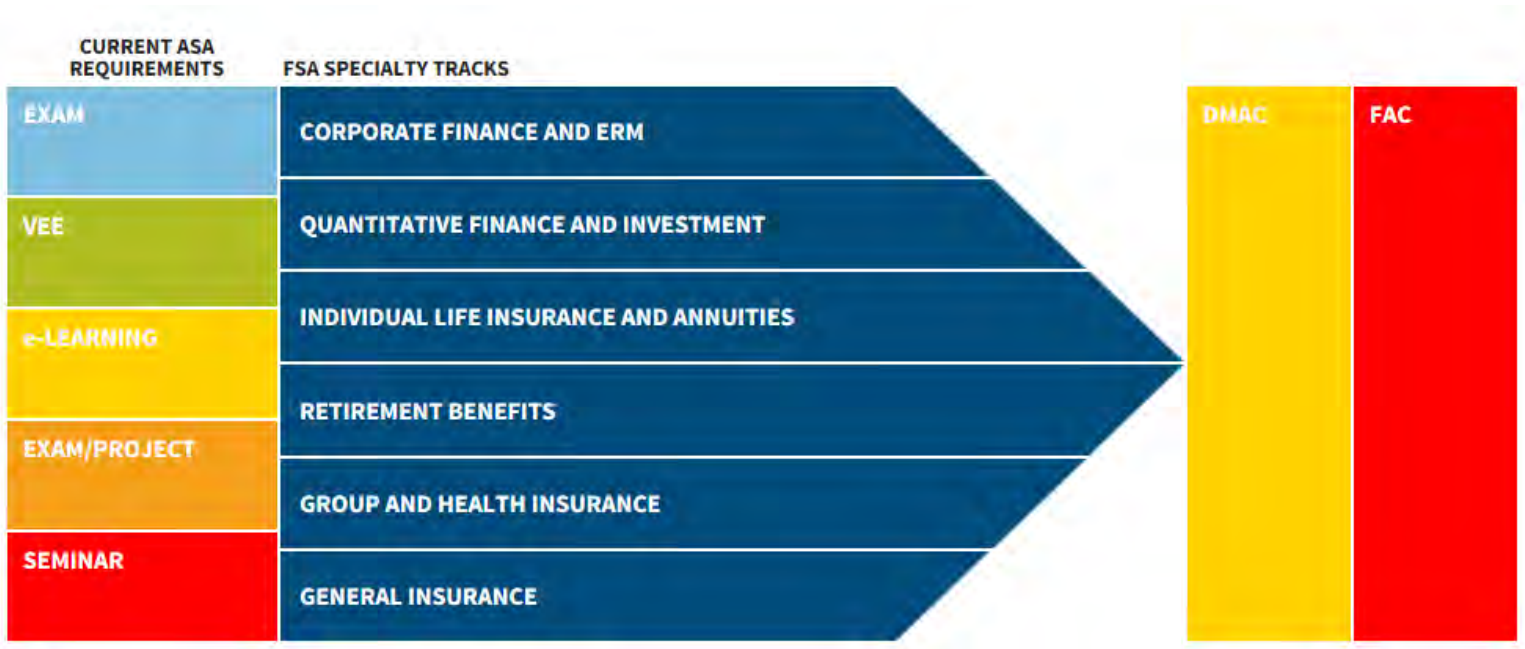 CURRENT ASA
REQUIREMENTS
FSA SPECIALTY TRACKS
EXAM
VEE
e-LEARNING
EXAM/PROJECT
SEMINAR
CORPORATE FINANCE AND ERM
QUANTITATIVE FINANCE AND INVESTMENT
INDIVIDUAL LIFE INSURANCE AND ANNUITIES
RETIREMENT BENEFITS
GROUP AND HEALTH INSURANCE
GENERAL INSURANCE
DMAC
FAC